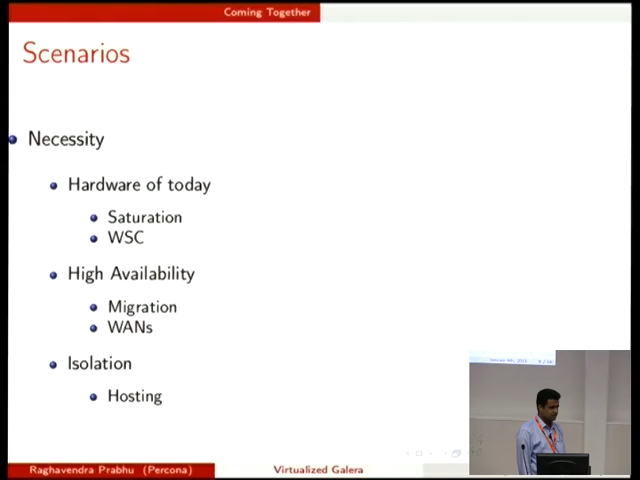 Coming Together
Scenarios
Necessity
Hardware of today
Saturation
WSC
High Availability
Migration
WANs
Isolation
Hosting
Raghavendra Prabhu (Percona)
Virtualized Galera